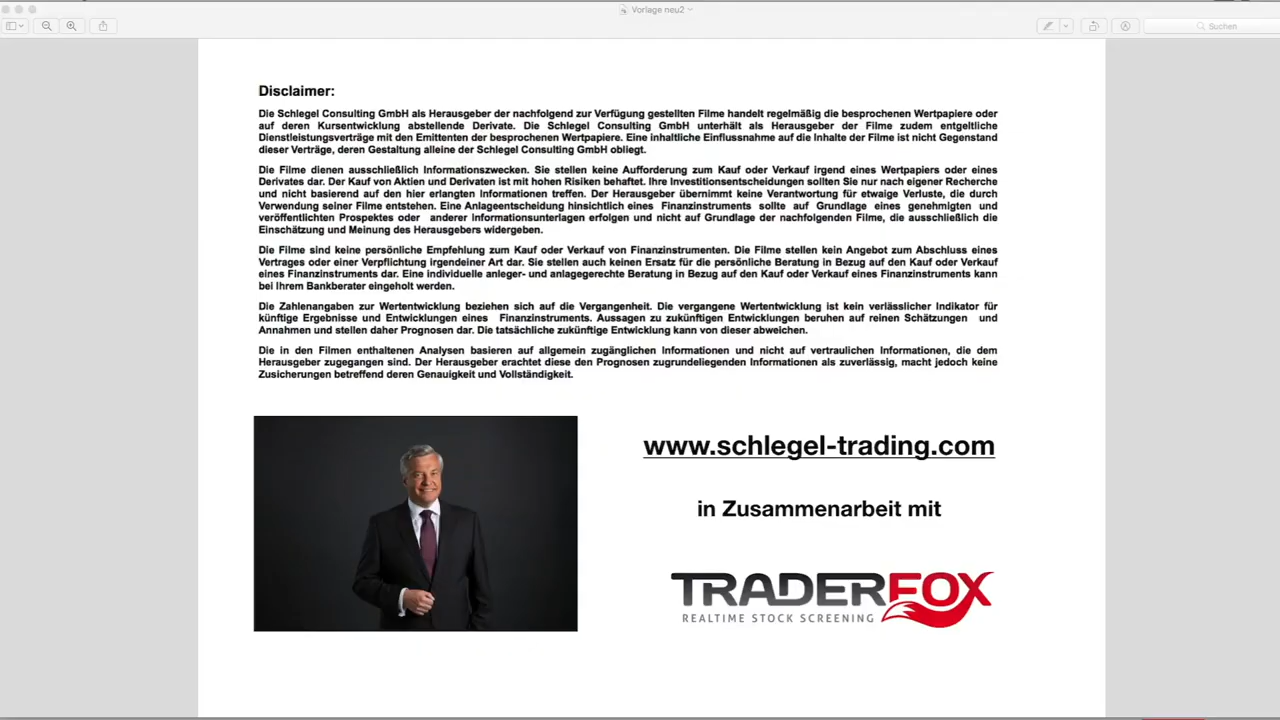 Vorlage neu2
Suchen
Disclaimer:
Die Schlegel Consulting GmbH als Herausgeber der nachfolgend zur Verfügung gestellten Filme handelt regelmäßig die besprochenen Wertpapiere oder
auf deren Kursentwicklung abstellende Derivate. Die Schlegel Consulting GmbH unterhält als Herausgeber der Filme zudem entgeltliche
Dienstleistungsverträge mit den Emittenten der besprochenen Wertpapiere. Eine inhaltliche Einflussnahme auf die Inhalte der Filme ist nicht Gegenstand
dieser Verträge, deren Gestaltung alleine der Schlegel Consulting GmbH obliegt.
Die Filme dienen ausschließlich Informationszwecken. Sie stellen keine Aufforderung zum Kauf oder Verkauf irgend eines Wertpapiers oder eines
Derivates dar. Der Kauf von Aktien und Derivaten ist mit hohen Risiken behaftet. Ihre Investitionsentscheidungen sollten Sie nur nach eigener Recherche
und nicht basierend auf den hier erlangten Informationen treffen. Der Herausgeber übernimmt keine Verantwortung für etwaige Verluste, die durch
Verwendung seiner Filme entstehen. Eine Anlageentscheidung hinsichtlich eines Finanzinstruments sollte auf Grundlage eines genehmigten und
veröffentlichten Prospektes oder anderer Informationsunterlagen erfolgen und nicht auf Grundlage der nachfolgenden Filme, die ausschließlich die
Einschätzung und Meinung des Herausgebers widergeben.
Die Filme sind keine persönliche Empfehlung zum Kauf oder Verkauf von Finanzinstrumenten. Die Filme stellen kein Angebot zum Abschluss eines
Vertrages oder einer Verpflichtung irgendeiner Art dar. Sie stellen auch keinen Ersatz für die persönliche Beratung in Bezug auf den Kauf oder Verkauf
eines Finanzinstruments dar. Eine individuelle anleger- und anlagegerechte Beratung in Bezug auf den Kauf oder Verkauf eines Finanzinstruments kann
bei Ihrem Bankberater eingeholt werden.
Die Zahlenangaben zur Wertentwicklung beziehen sich auf die Vergangenheit. Die vergangene Wertentwicklung ist kein verlässlicher Indikator für
künftige Ergebnisse und Entwicklungen eines Finanzinstruments. Aussagen zu zukünftigen Entwicklungen beruhen auf reinen Schätzungen und
Annahmen und stellen daher Prognosen dar. Die tatsächliche zukünftige Entwicklung kann von dieser abweichen.
Die in den Filmen enthaltenen Analysen basieren auf allgemein zugänglichen Informationen und nicht auf vertraulichen Informationen, die dem
Herausgeber zugegangen sind. Der Herausgeber erachtet diese den Prognosen zugrundeliegenden Informationen als zuverlässig, macht jedoch keine
Zusicherungen betreffend deren Genauigkeit und Vollständigkeit.
www.schlegel-trading.com
in Zusammenarbeit mit
TRADERFOX
REALTIME STOCK SCREENING